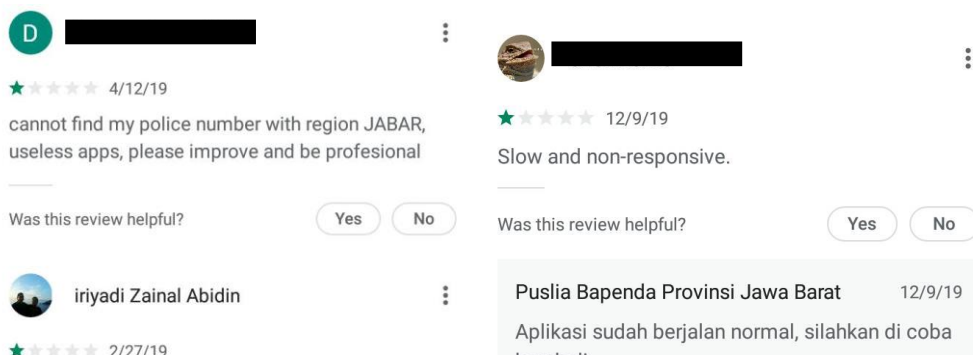 D
4/12/19
cannot find my police number with region JABAR,
useless apps, please improve and be profesional
Was this review helpful?
Yes
No
iriyadi Zainal Abidin
2/27/19
12/9/19
Slow and non-responsive.
Was this review helpful?
Yes
No
Puslia Bapenda Provinsi Jawa Barat
12/9/19
Aplikasi sudah berjalan normal, silahkan di coba